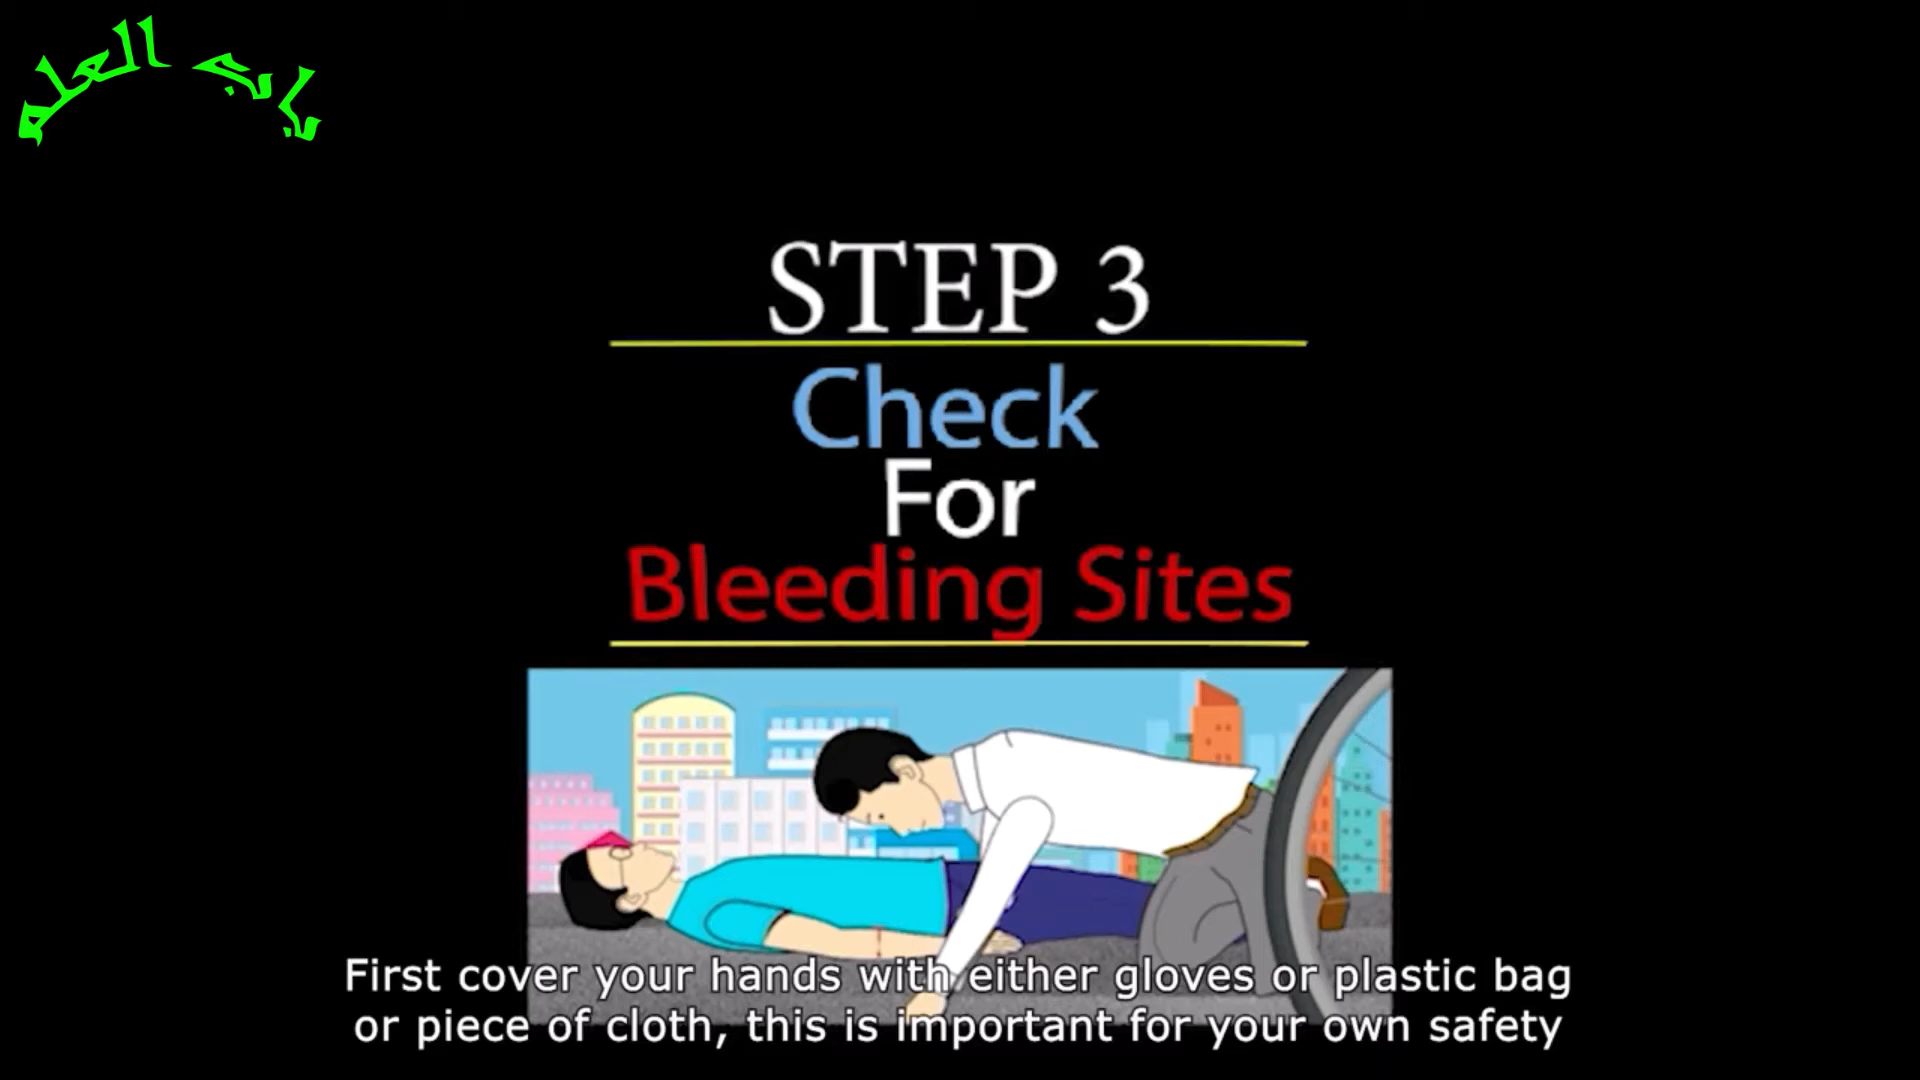 باب العلم
STEP 3
Check
For
Bleeding Sites
First cover your hands with either gloves or plastic bag
or piece of cloth, this is important for your own safety